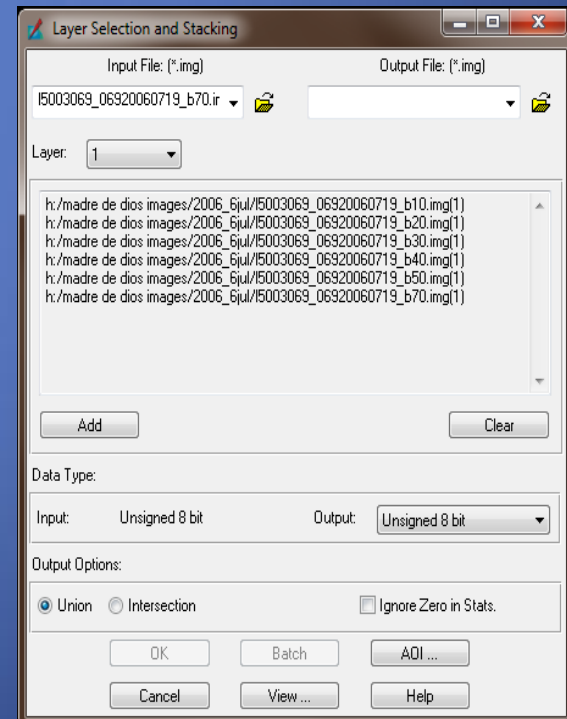 Layer Selection and Stacking
Input File: (*.img) Output File: (*.img)
l5003069_06920060719_b70.ir
Layer: 1
h:/madre de dios images/2006_6jul/l5003069_06920060719_b10.img(1)
h:/madre de dios images/2006_6jul/l5003069_06920060719_b20.img(1)
h:/madre de dios images/2006_6jul/l5003069_06920060719_b30.img(1)
h:/madre de dios images/2006_6jul/l5003069_06920060719_b40.img(1)
h:/madre de dios images/2006_6jul/l5003069_06920060719_b50.img(1)
h:/madre de dios images/2006_6jul/l5003069_06920060719_b70.img(1)
Add Clear
Data Type:
Input: Unsigned 8 bit Output: Unsigned 8 bit
Output Options:
Union Intersection Ignore Zero in Stats.
OK Batch AOI ...
Cancel View ... Help